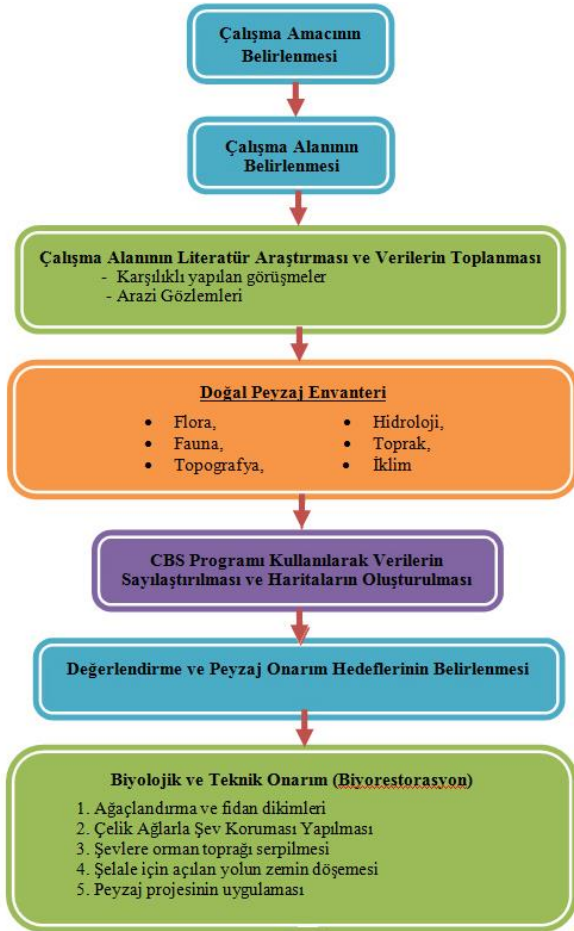 Çalışma Amacının
Belirlenmesi
Çalışma Alanının
Belirlenmesi
Çalışma Alanının Literatür Araştırması ve Verilerin Toplanması
- Karşılıklı yapılan görüşmeler
- Arazi Gözlemleri
Doğal Peyzaj Envanteri
• Flora,
• Fauna,
• Topografya,
• Hidroloji,
• Toprak,
• İklim
CBS Programı Kullanılarak Verilerin
Sayılaştırılması ve Haritaların Oluşturulması
Değerlendirme ve Peyzaj Onarım Hedeflerinin Belirlenmesi
Biyolojik ve Teknik Onarım (Biyorestorasyon)
1. Ağaçlandırma ve fidan dikimleri
2. Çelik Ağlarla Şev Koruması Yapılması
3. Şevlere orman toprağı serpilmesi
4. Şelale için açılan yolun zemin döşemesi
5. Peyzaj projesinin uygulaması